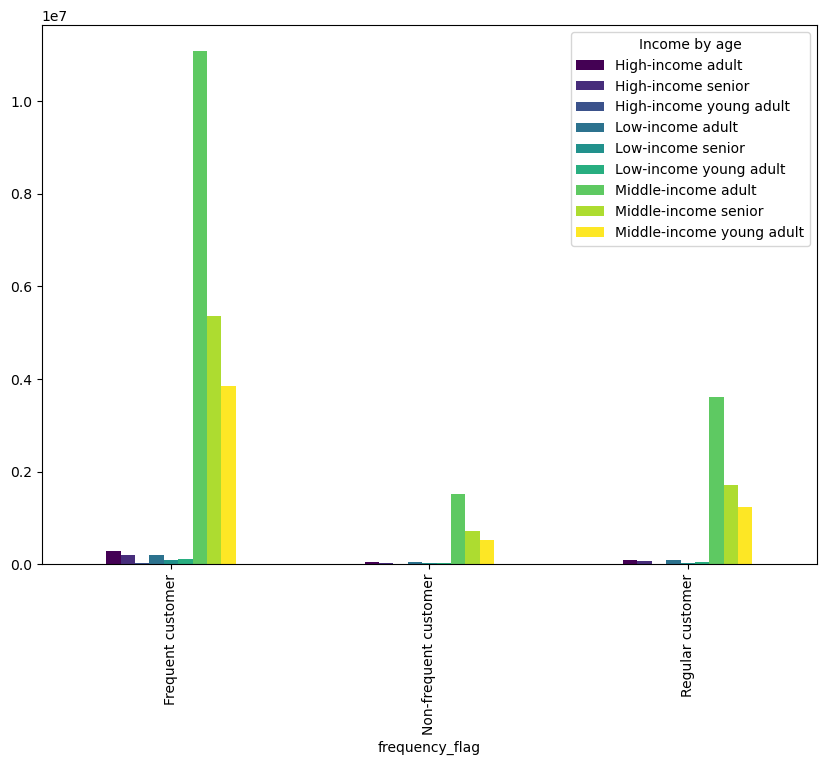 1e7
Income by age
High-income adult
High-income senior
High-income young adult
Low-income adult
Low-income senior
Low-income young adult
Middle-income adult
Middle-income senior
Middle-income young adult
1.0
0.8
0.6
0.4
0.2
0.0
Frequent customer
Non-frequent customer
Regular customer
frequency_flag